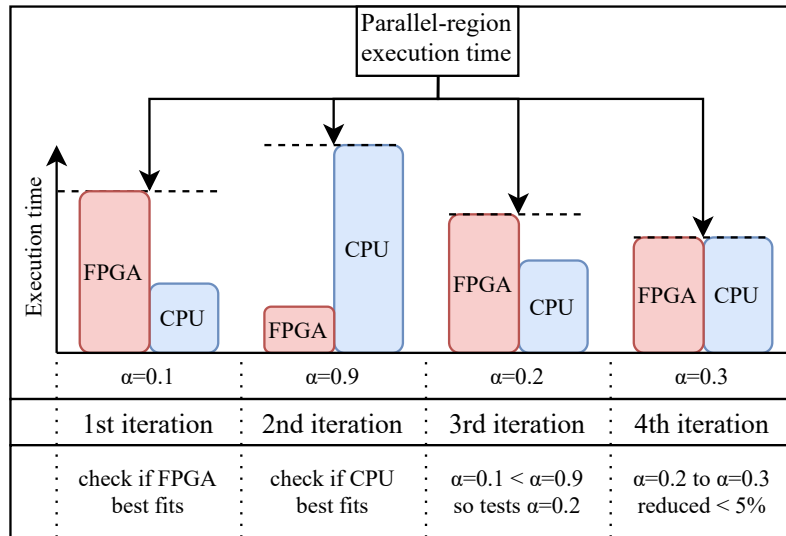 Parallel-region
execution time
Execution time
FPGA
CPU
FPGA
CPU
FPGA
CPU
FPGA
CPU
α=0.1
α=0.9
α=0.2
α=0.3
1st iteration
2nd iteration
3rd iteration
4th iteration
check if FPGA
best fits
check if CPU
best fits
α=0.1 < α=0.9
so tests α=0.2
α=0.2 to α=0.3
reduced < 5%